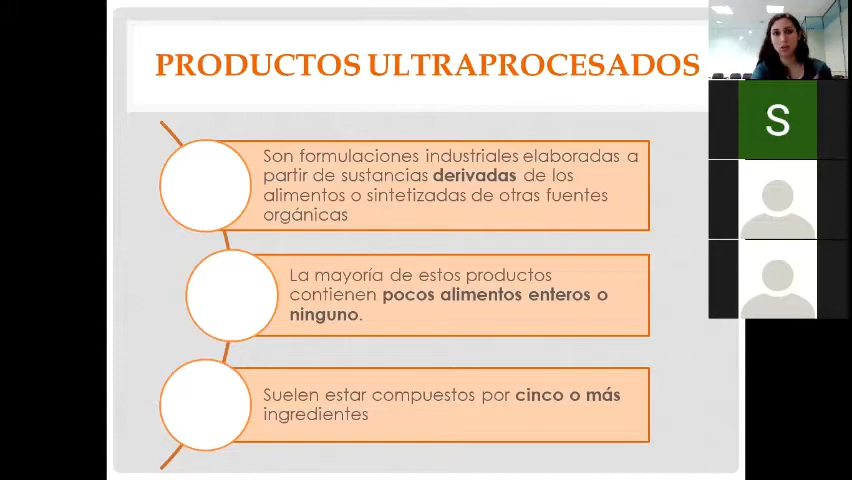 PRODUCTOS ULTRAPROCESADOS
Son formulaciones industriales elaboradas a
partir de sustancias derivadas de los
alimentos o sintetizadas de otras fuentes
orgánicas
La mayoría de estos productos
contienen pocos alimentos enteros o
ninguno.
Suelen estar compuestos por cinco o más
ingredientes
S